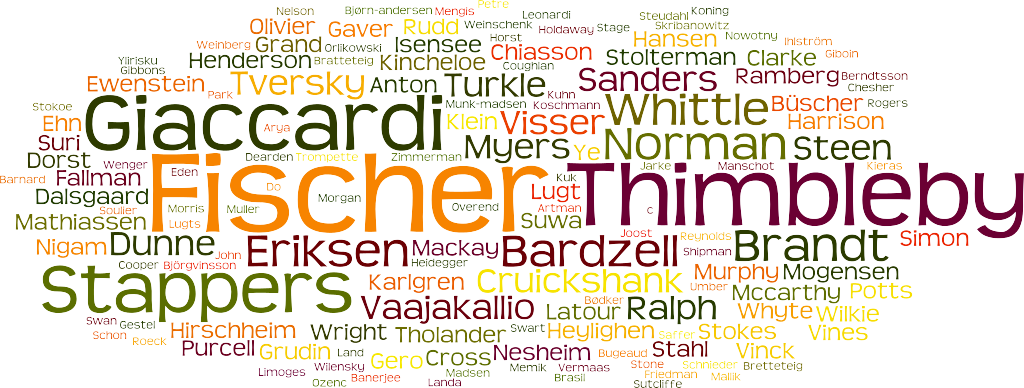 Nelson Bjørn-andersen Mengis Petre
Leonardi Steudahl Koning
Olivier Gaver Rudd Weinschenk Holdaway Stage Skribanowitz
Weinberg Grand Orlikowski Isensee Horst Chiasson Hansen Nowotny Ihlström
Ylirisku Henderson Bratteteig Kincheloe Coughlan Stolterman Clarke Giboin
Gibbons Ewenstein Tversky Anton Turkle Sanders Ramberg Berndtsson
Park Kuhn Chesher
Stokoe Giaccardi Munk-madsen Koschmann Whittle Büscher Rogers
Ehn Arya Klein Visser Harrison
Suri Myers Ye Norman Steen
Dorst Wenger Dearden Trompette Zimmerman Jarke Manschot Kieras
Barnard Fallman Eden Fischer Kuk Thimbleby
Dalsgaard Do Morgan Lugt
Soulier Morris Muller Overend Artman C
Mathiassen Lugts Suwa
Nigam Dunne Eriksen Mackay Bardzell Joost Reynolds Brandt Simon
John Shipman
Cooper Björgvinsson Heidegger
Stappers Karlgren Cruickshank Murphy Mogensen
Umber Mccarthy Potts
Vaajakallio Bødker Latour Ralph Whyte Wilkie
Swan Gestel Hirschheim Wright Tholander Swart Heylighen Saffer Stokes Vines
Schon Roeck
Purcell Grudin Land Gero Cross Nesheim Bugeaud Stahl Vinck
Limoges Wilensky Madsen Memik Vermaas Stone Schnieder Bretteteig
Ozenc Banerjee Landa Brasil Friedman Mallik
Sutcliffe